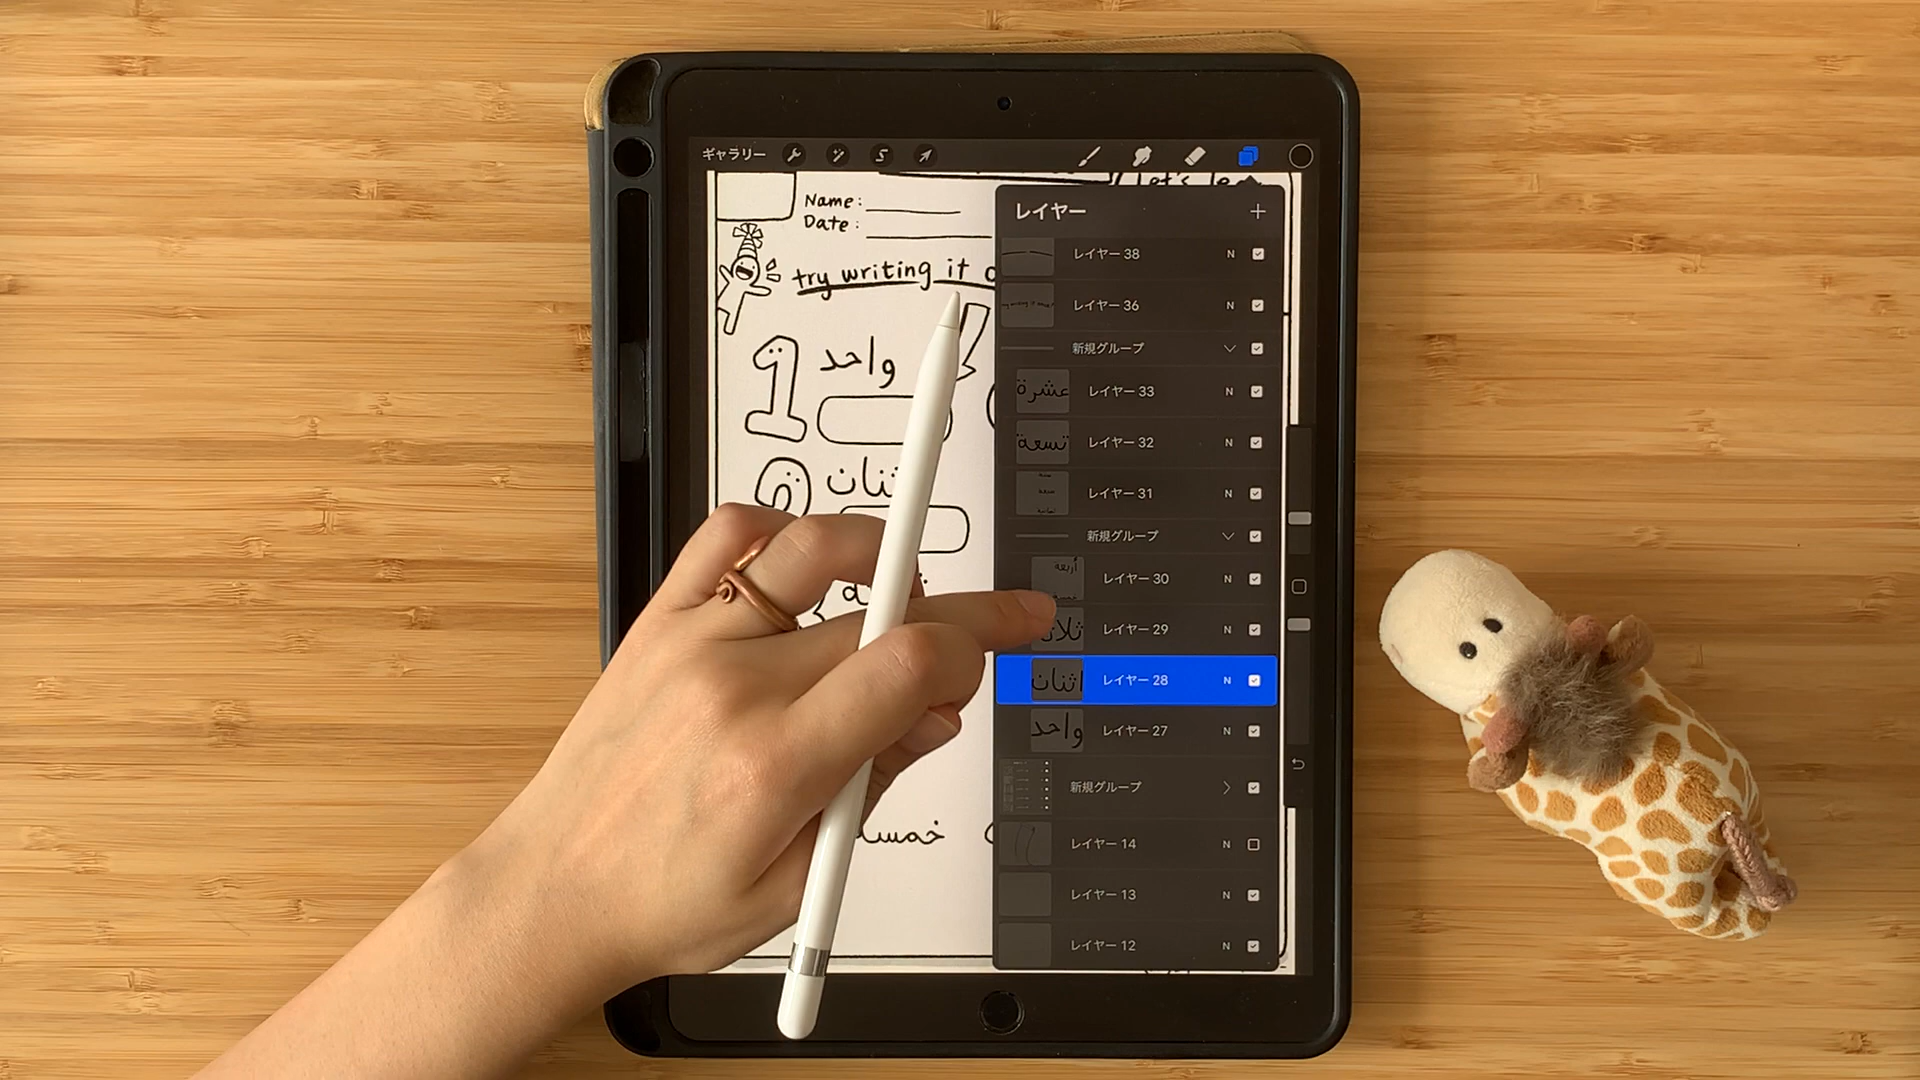 ギャラリー
let's
Name:
Date:
try writing it
1 واحد
اثنان
خمسة
レイヤー
レイヤー 38 N
レイヤー 36 N
新規グループ
عشرة レイヤー 33 N
تسعة レイヤー 32 N
レイヤー 31 N
新規グループ
أربعة レイヤー 30 N
レイヤー 29 N
اثنان レイヤー 28 N
واحد レイヤー 27 N
新規グループ
レイヤー 14 N
レイヤー 13 N
レイヤー 12 N